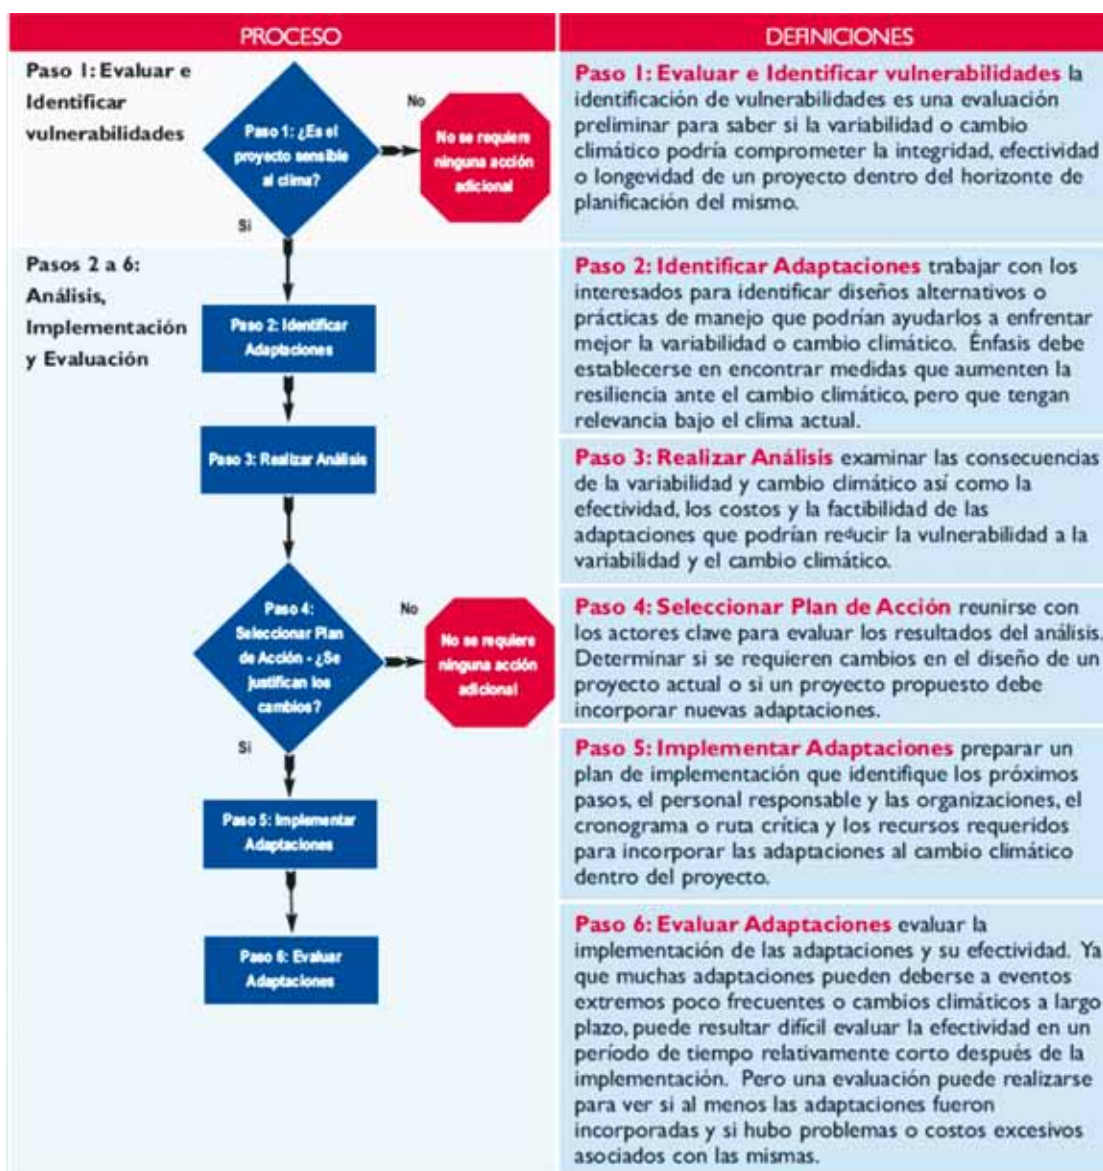 PROCESO
Paso 1: Evaluar e
Identificar
vulnerabilidades
Paso 1: ¿Es el
proyecto sensible
al clima?
No
No se requiere
ninguna acción
adicional
Si
Pasos 2 a 6:
Análisis,
Implementación
y Evaluación
Paso 2: Identificar
Adaptaciones
Paso 3: Realizar Análisis
Paso 4:
Seleccionar Plan
de Acción - ¿Se
justifican los
cambios?
No
No se requiere
ninguna acción
adicional
Si
Paso 5: Implementar
Adaptaciones
Paso 6: Evaluar
Adaptaciones
DEFINICIONES
Paso 1: Evaluar e Identificar vulnerabilidades la
identificación de vulnerabilidades es una evaluación
preliminar para saber si la variabilidad o cambio
climático podría comprometer la integridad, efectividad
o longevidad de un proyecto dentro del horizonte de
planificación del mismo.
Paso 2: Identificar Adaptaciones trabajar con los
interesados para identificar diseños alternativos o
prácticas de manejo que podrían ayudarlos a enfrentar
mejor la variabilidad o cambio climático. Énfasis debe
establecerse en encontrar medidas que aumenten la
resiliencia ante el cambio climático, pero que tengan
relevancia bajo el clima actual.
Paso 3: Realizar Análisis examinar las consecuencias
de la variabilidad y cambio climático así como la
efectividad, los costos y la factibilidad de las
adaptaciones que podrían reducir la vulnerabilidad a la
variabilidad y el cambio climático.
Paso 4: Seleccionar Plan de Acción reunirse con
los actores clave para evaluar los resultados del análisis.
Determinar si se requieren cambios en el diseño de un
proyecto actual o si un proyecto propuesto debe
incorporar nuevas adaptaciones.
Paso 5: Implementar Adaptaciones preparar un
plan de implementación que identifique los próximos
pasos, el personal responsable y las organizaciones, el
cronograma o ruta crítica y los recursos requeridos
para incorporar las adaptaciones al cambio climático
dentro del proyecto.
Paso 6: Evaluar Adaptaciones evaluar la
implementación de las adaptaciones y su efectividad. Ya
que muchas adaptaciones pueden deberse a eventos
extremos poco frecuentes o cambios climáticos a largo
plazo, puede resultar difícil evaluar la efectividad en un
período de tiempo relativamente corto después de la
implementación. Pero una evaluación puede realizarse
para ver si al menos las adaptaciones fueron
incorporadas y si hubo problemas o costos excesivos
asociados con las mismas.